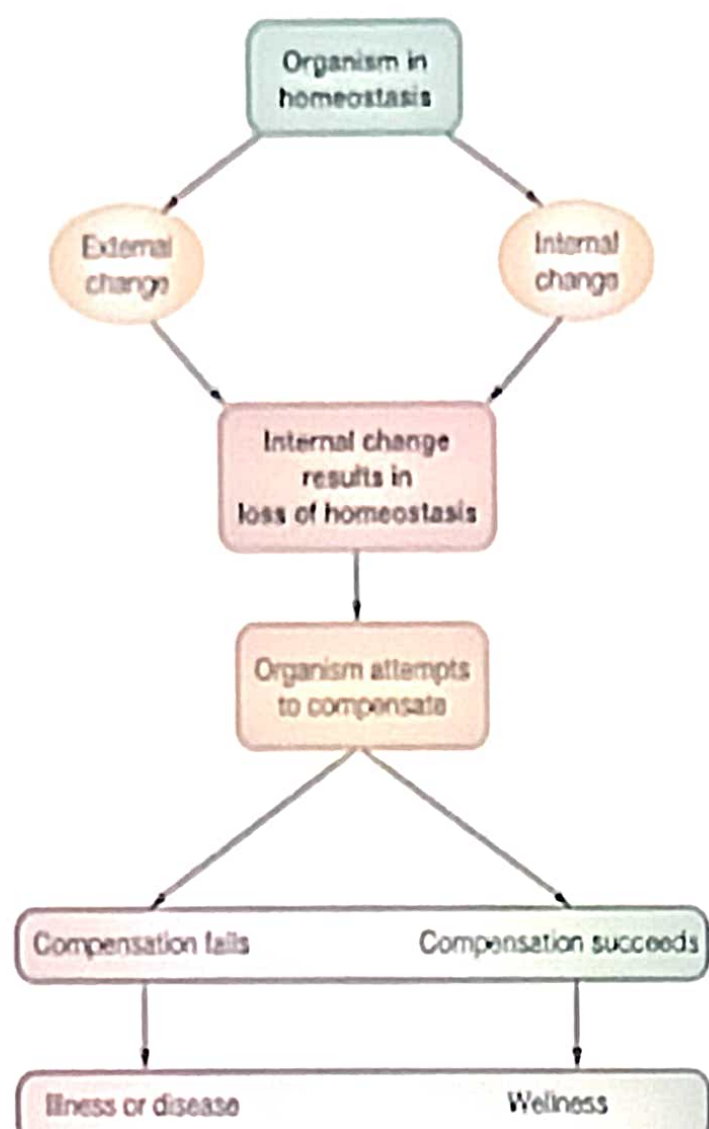 Organism in
homeostasis
External
change
Internal
change
Internal change
results in
loss of homeostasis
Organism attempts
to compensate
Compensation fails
Compensation succeeds
Illness or disease
Wellness